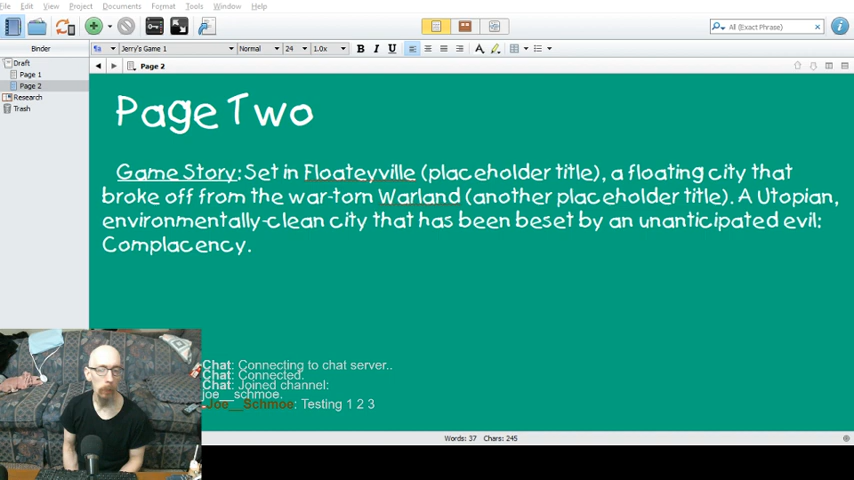 File Edit View Project Documents Format Tools Window Help
All (Exact Phrase)
Binder
Jerry's Game 1 Normal 24 1.0x B I U A
Draft
Page 2
Page 1
Page 2
Research
Trash
Page Two
Game Story: Set in Floateyville (placeholder title), a floating city that
broke off from the war-torn Warland (another placeholder title). A Utopian,
environmentally-clean city that has been beset by an unanticipated evil:
Complacency.
Chat: Connecting to chat server..
Chat: Connected.
Chat: Joined channel:
joe__schmoe.
Joe__Schmoe: Testing 1 2 3
Words: 37 Chars: 245